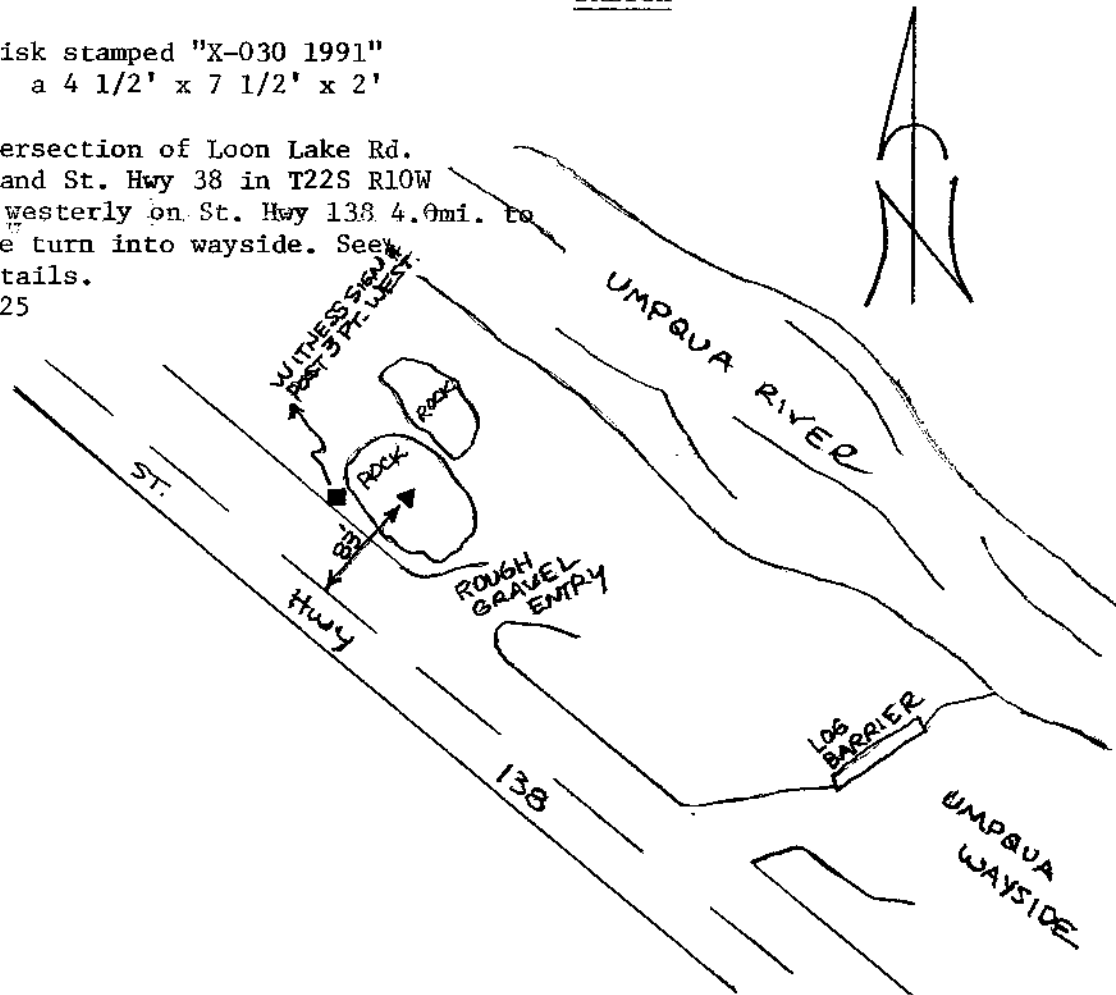 isk stamped "X-030 1991"
a 4 1/2' x 7 1/2' x 2'
ersection of Loon Lake Rd.
and St. Hwy 38 in T22S R10W
westerly on St. Hwy 138 4.0mi. to
e turn into wayside. See
tails.
25
WITNESS SIGN &
POST 3 PT. WEST.
UMPQUA RIVER
ROCK
ROCK
ST.
83'
ROUGH
GRAVEL
ENTRY
Hwy
LOG
BARRIER
138
UMPQUA
WAYSIDE
N